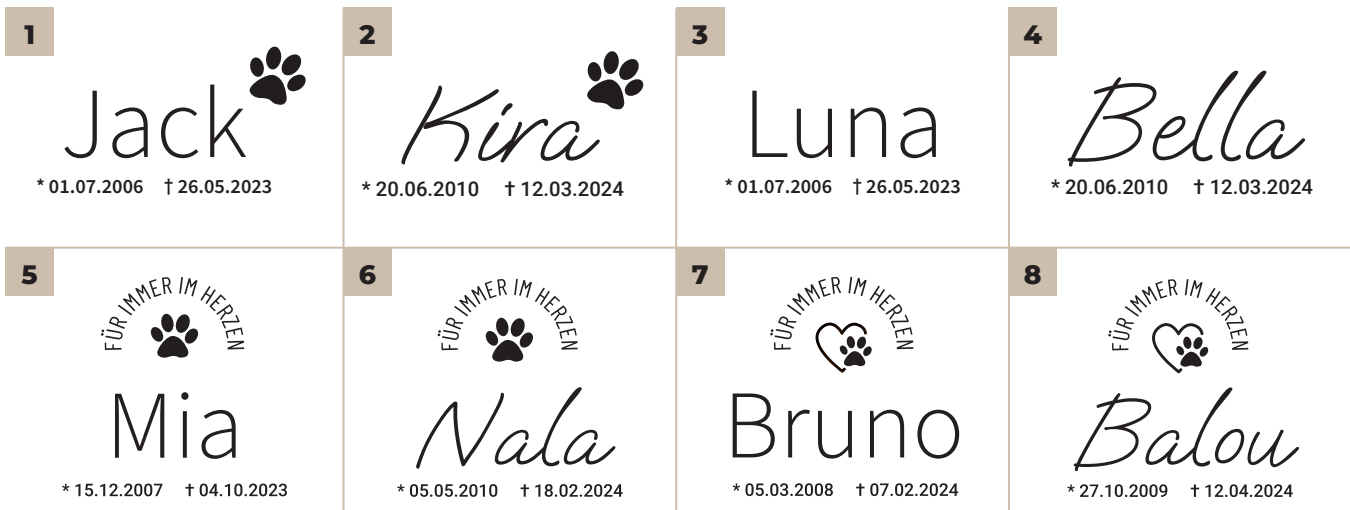 1
Jack
* 01.07.2006 † 26.05.2023
2
Kira
* 20.06.2010 † 12.03.2024
3
Luna
* 01.07.2006 † 26.05.2023
4
Bella
* 20.06.2010 † 12.03.2024
5
FÜR IMMER IM HERZEN
Mia
* 15.12.2007 † 04.10.2023
6
FÜR IMMER IM HERZEN
Nala
* 05.05.2010 † 18.02.2024
7
FÜR IMMER IM HERZEN
Bruno
* 05.03.2008 † 07.02.2024
8
FÜR IMMER IM HERZEN
Balou
* 27.10.2009 † 12.04.2024